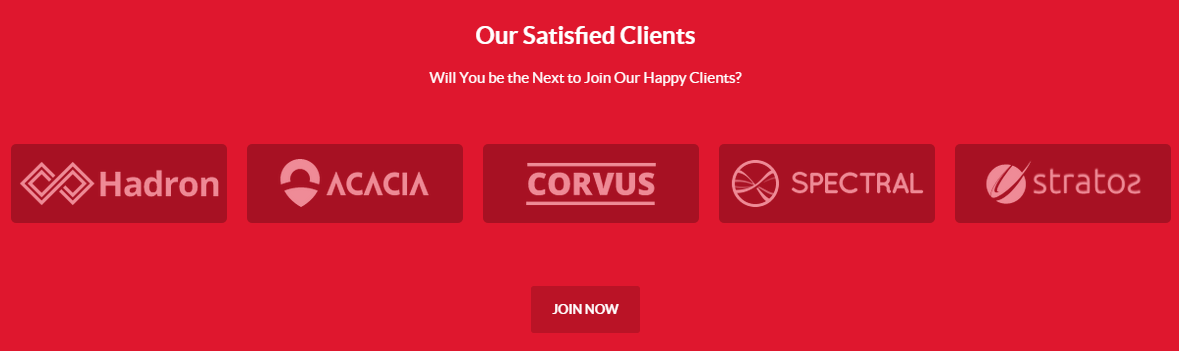 Our Satisfied Clients
Will You be the Next to Join Our Happy Clients?
Hadron
ACACIA
CORVUS
SPECTRAL
stratos
JOIN NOW